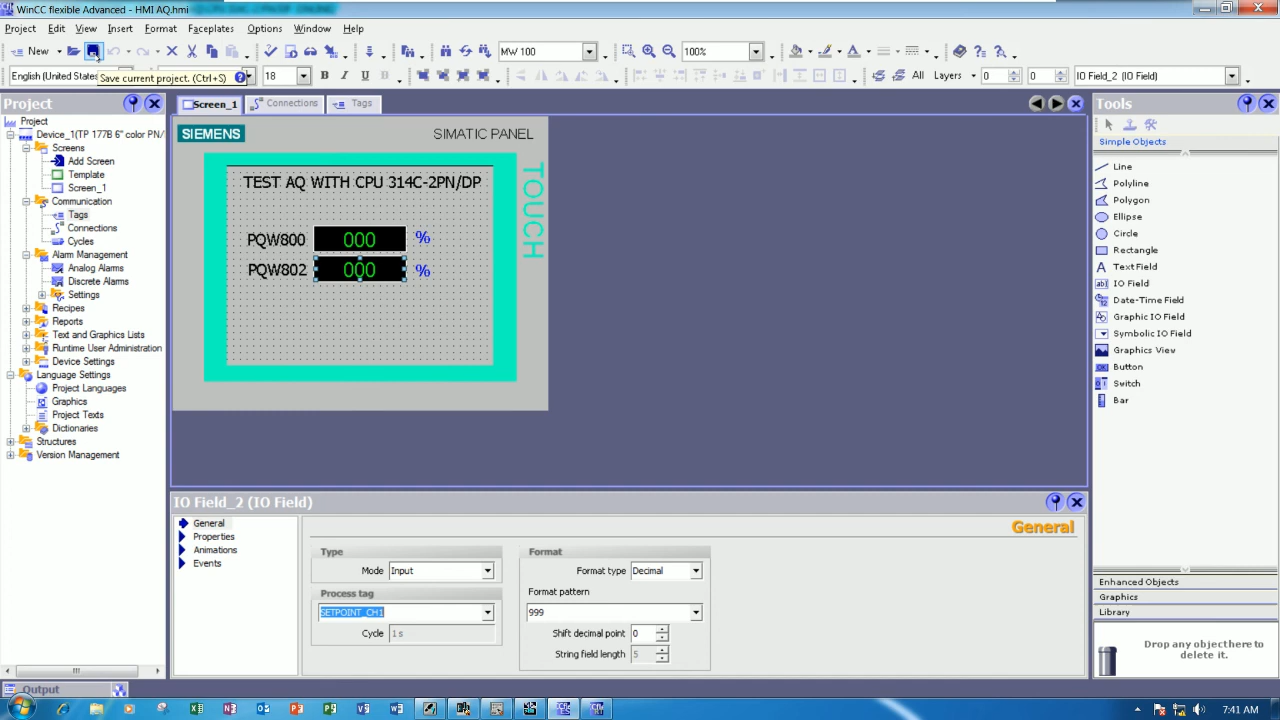 WinCC flexible Advanced - HMI AQ.hmi
Project Edit View Insert Format Faceplates Options Window Help
New MW 100 100%
English (United States 18 All Layers 0 0 IO_Field_2 (IO Field)
Save current project. (Ctrl+S)
Project
Screen_1 Connections Tags
Tools
Project
Device_1(TP 177B 6" color PN/
Screens
Add Screen
Template
Screen_1
Communication
Tags
Connections
Cycles
Alarm Management
Analog Alarms
Discrete Alarms
Settings
Recipes
Reports
Text and Graphics Lists
Runtime User Administration
Device Settings
Language Settings
Project Languages
Graphics
Project Texts
Dictionaries
Structures
Version Management
Output
SIEMENS SIMATIC PANEL
TOUCH
TEST AQ WITH CPU 314C-2PN/DP
PQW800 000 %
PQW802 000 %
Simple Objects
Line
Polyline
Polygon
Ellipse
Circle
Rectangle
TextField
IO Field
Date-Time Field
Graphic IO Field
Symbolic IO Field
Graphics View
Button
Switch
Bar
Enhanced Objects
Graphics
Library
Drop any object here to
delete it.
IO Field_2 (IO Field)
General
Properties
Animations
Events
General
Type
Mode Input
Process tag
SETPOINT_CH1
Cycle 1 s
Format
Format type Decimal
Format pattern
999
Shift decimal point 0
String field length 5
7:41 AM